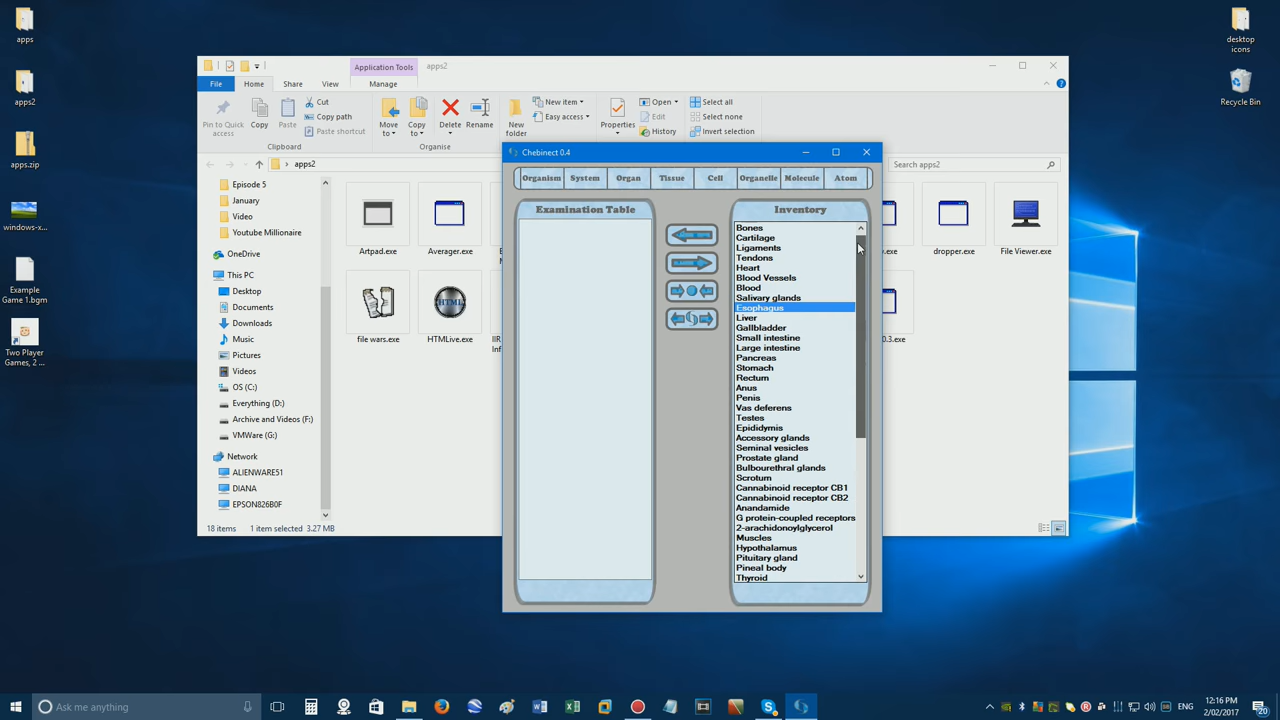 apps
apps2
apps.zip
windows-x...
Example
Game 1.bgm
Two Player
Games, 2 ...
desktop
icons
Recycle Bin
Application Tools
apps2
File
Home
Share
View
Manage
Pin to Quick
access
Copy
Paste
Cut
Copy path
Paste shortcut
Move
to
Copy
to
Delete
Rename
New
folder
New item
Easy access
Properties
Open
Edit
History
Select all
Select none
Invert selection
Organise
apps2
Search apps2
Episode 5
January
Video
Youtube Millionaire
OneDrive
This PC
Desktop
Documents
Downloads
Music
Pictures
Videos
OS (C:)
Everything (D:)
Archive and Videos (F:)
VMWare (G:)
Network
ALIENWARE51
DIANA
EPSON826B0F
Artpad.exe
Averager.exe
dropper.exe
File Viewer.exe
file wars.exe
HTML
HTMLive.exe
0.3.exe
18 items
1 item selected 3.27 MB
Chebinect 0.4
Organism
System
Organ
Tissue
Cell
Organelle
Molecule
Atom
Examination Table
Inventory
Bones
Cartilage
Ligaments
Tendons
Heart
Blood Vessels
Blood
Salivary glands
Esophagus
Liver
Gallbladder
Small intestine
Large intestine
Pancreas
Stomach
Rectum
Anus
Penis
Vas deferens
Testes
Epididymis
Accessory glands
Seminal vesicles
Prostate gland
Bulbourethral glands
Scrotum
Cannabinoid receptor CB1
Cannabinoid receptor CB2
Anandamide
G protein-coupled receptors
2-arachidonoylglycerol
Muscles
Hypothalamus
Pituitary gland
Pineal body
Thyroid
Ask me anything
ENG
12:16 PM
2/02/2017
20